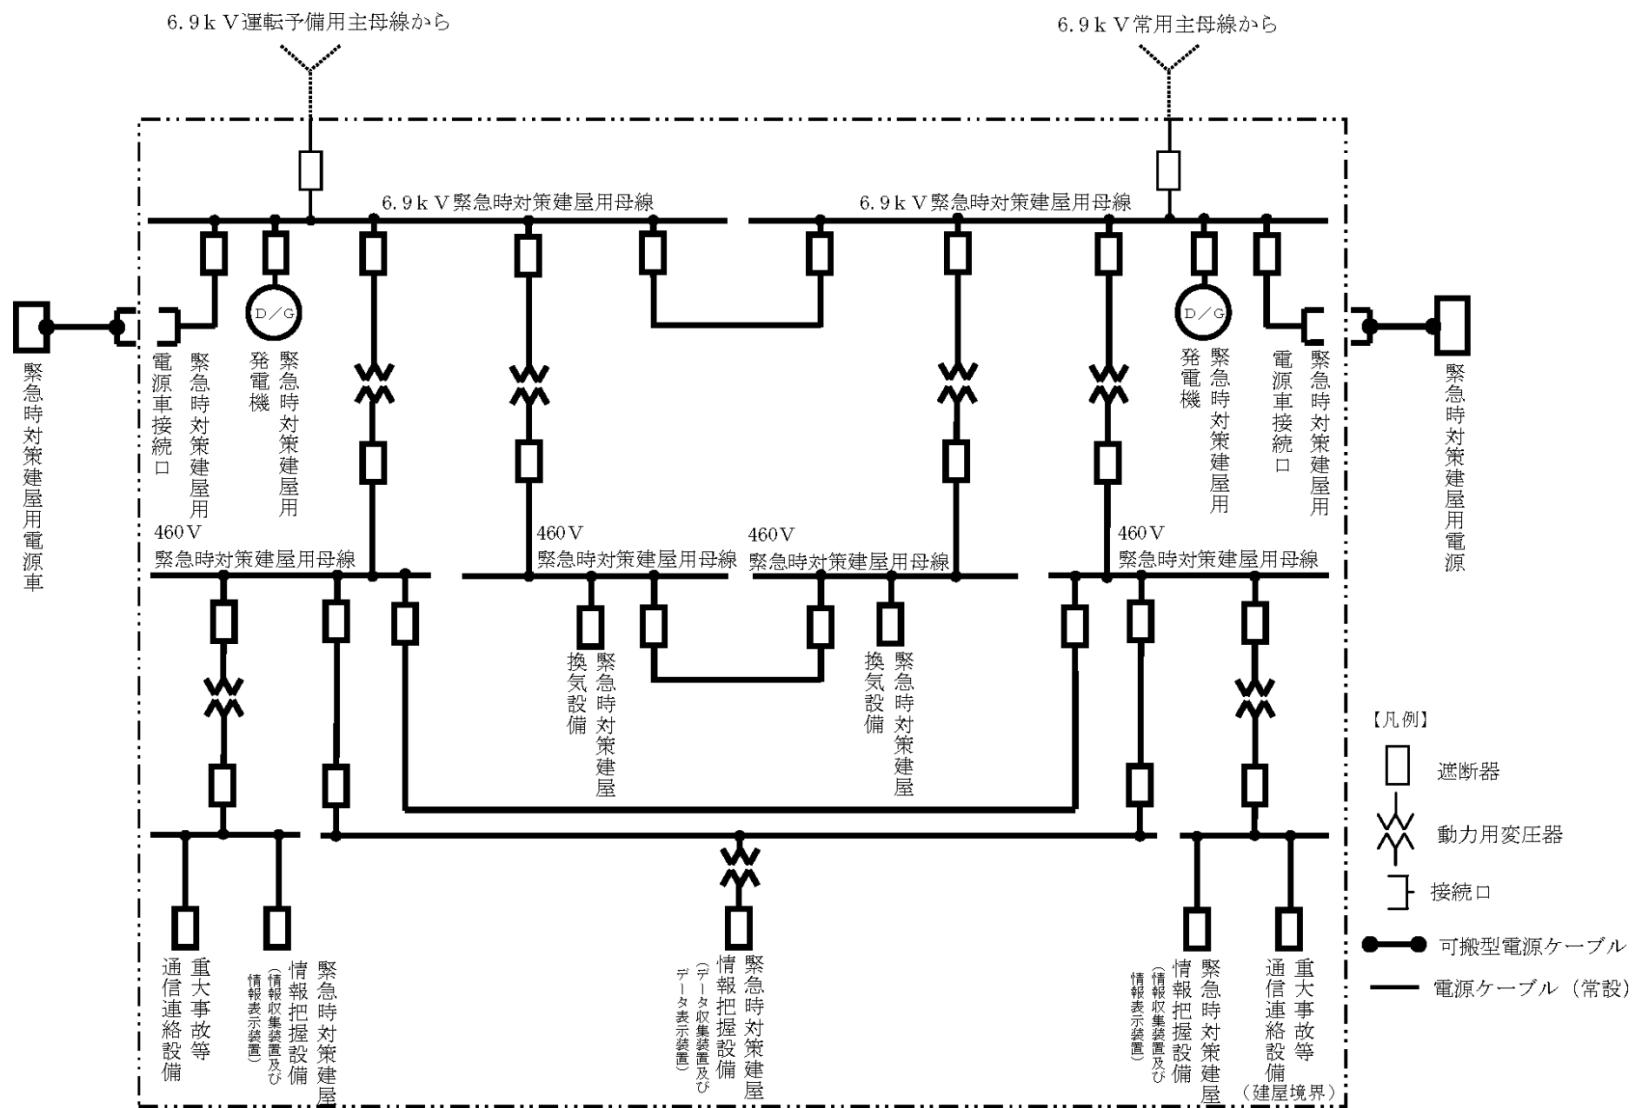 6.9kV運転予備用主母線から
6.9kV常用主母線から
6.9kV緊急時対策建屋用母線
6.9kV緊急時対策建屋用母線
D/G
D/G
緊急時対策建屋用電源車
緊急時対策建屋用
電源車接続口
緊急時対策建屋用
発電機
緊急時対策建屋用
発電機
緊急時対策建屋用
電源車接続口
緊急時対策建屋用電源
460V
緊急時対策建屋用母線
460V
緊急時対策建屋用母線
460V
緊急時対策建屋用母線
460V
緊急時対策建屋用母線
緊急時対策建屋
換気設備
緊急時対策建屋
換気設備
重大事故等
通信連絡設備
緊急時対策建屋
情報把握設備
(情報収集装置及び
情報表示装置)
緊急時対策建屋
情報把握設備
(データ収集装置及び
データ表示装置)
緊急時対策建屋
情報把握設備
(情報収集装置及び
情報表示装置)
重大事故等
通信連絡設備
(建屋境界)
【凡例】
遮断器
動力用変圧器
接続口
可搬型電源ケーブル
電源ケーブル(常設)